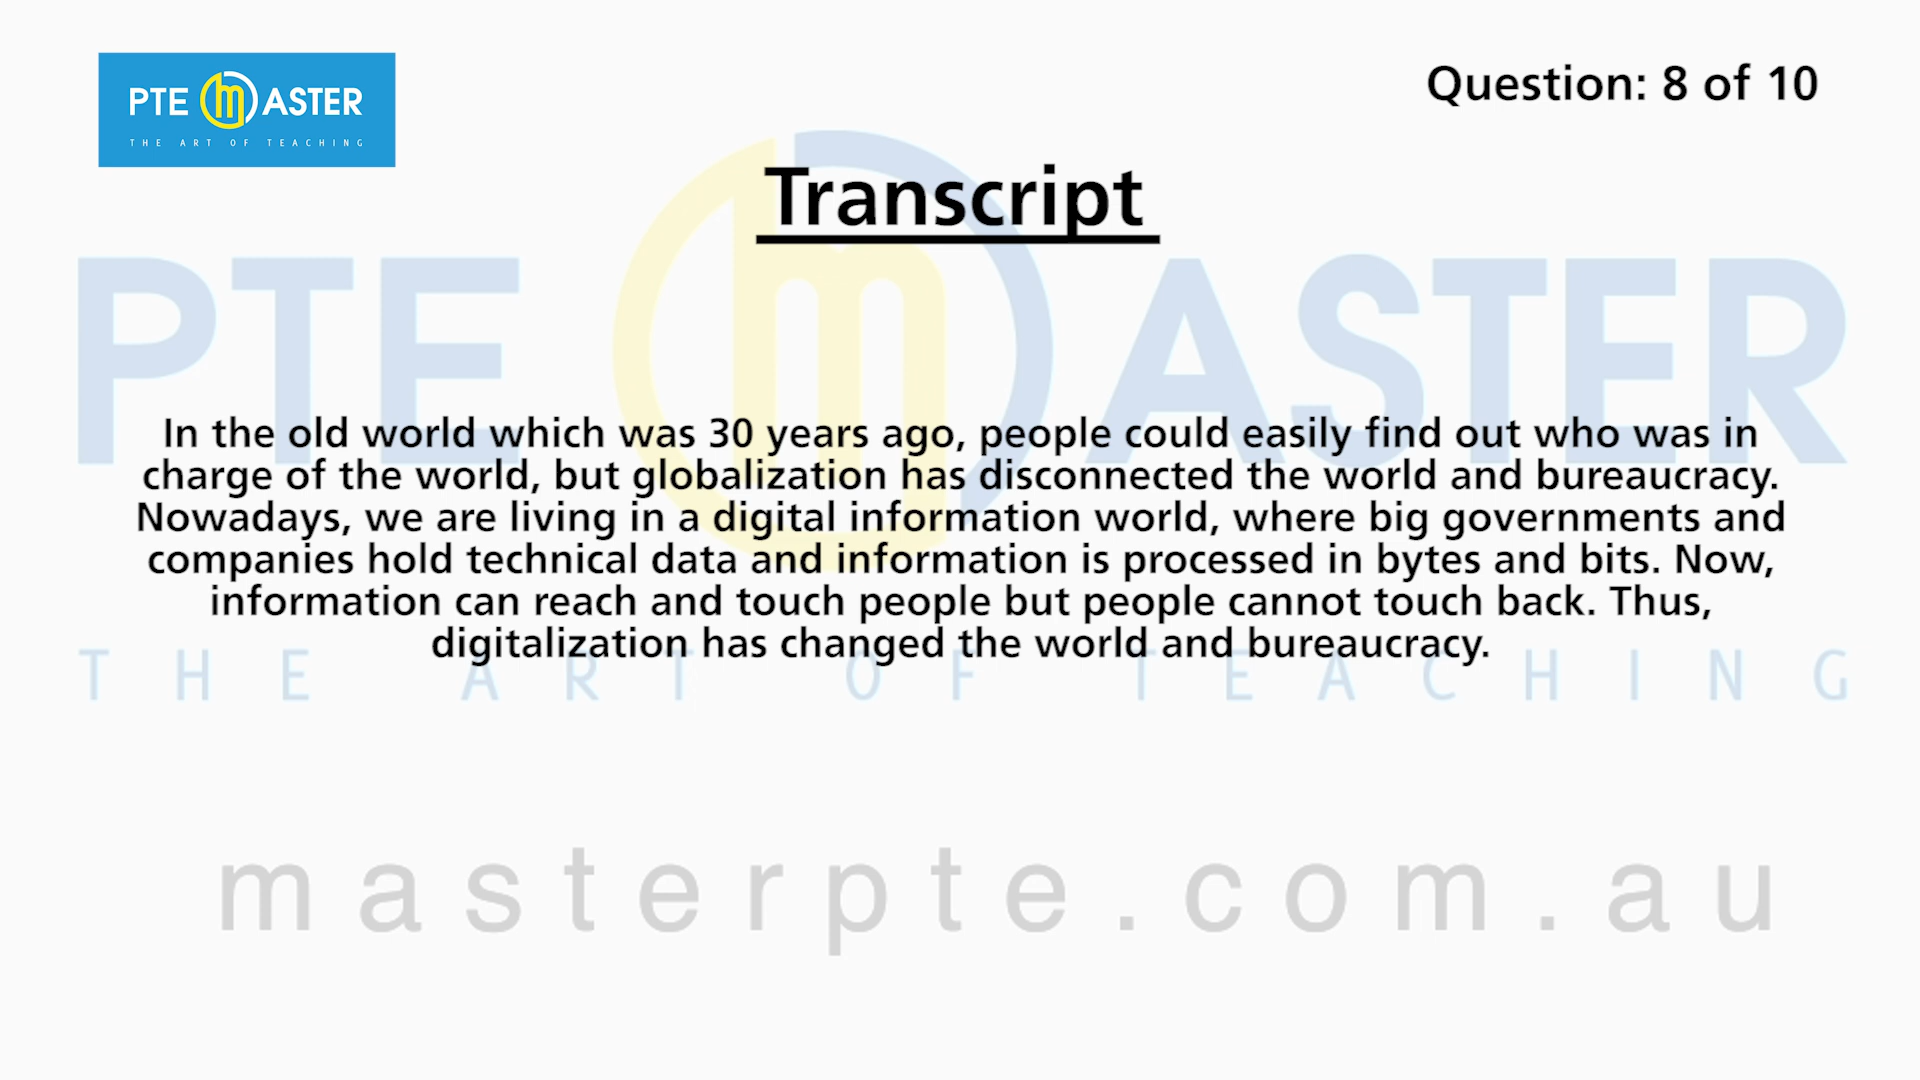 PTE MASTER
THE ART OF TEACHING
Question: 8 of 10
Transcript
PTE MASTER
In the old world which was 30 years ago, people could easily find out who was in
charge of the world, but globalization has disconnected the world and bureaucracy.
Nowadays, we are living in a digital information world, where big governments and
companies hold technical data and information is processed in bytes and bits. Now,
information can reach and touch people but people cannot touch back. Thus,
digitalization has changed the world and bureaucracy.
THE ART OF TEACHING
masterpte.com.au